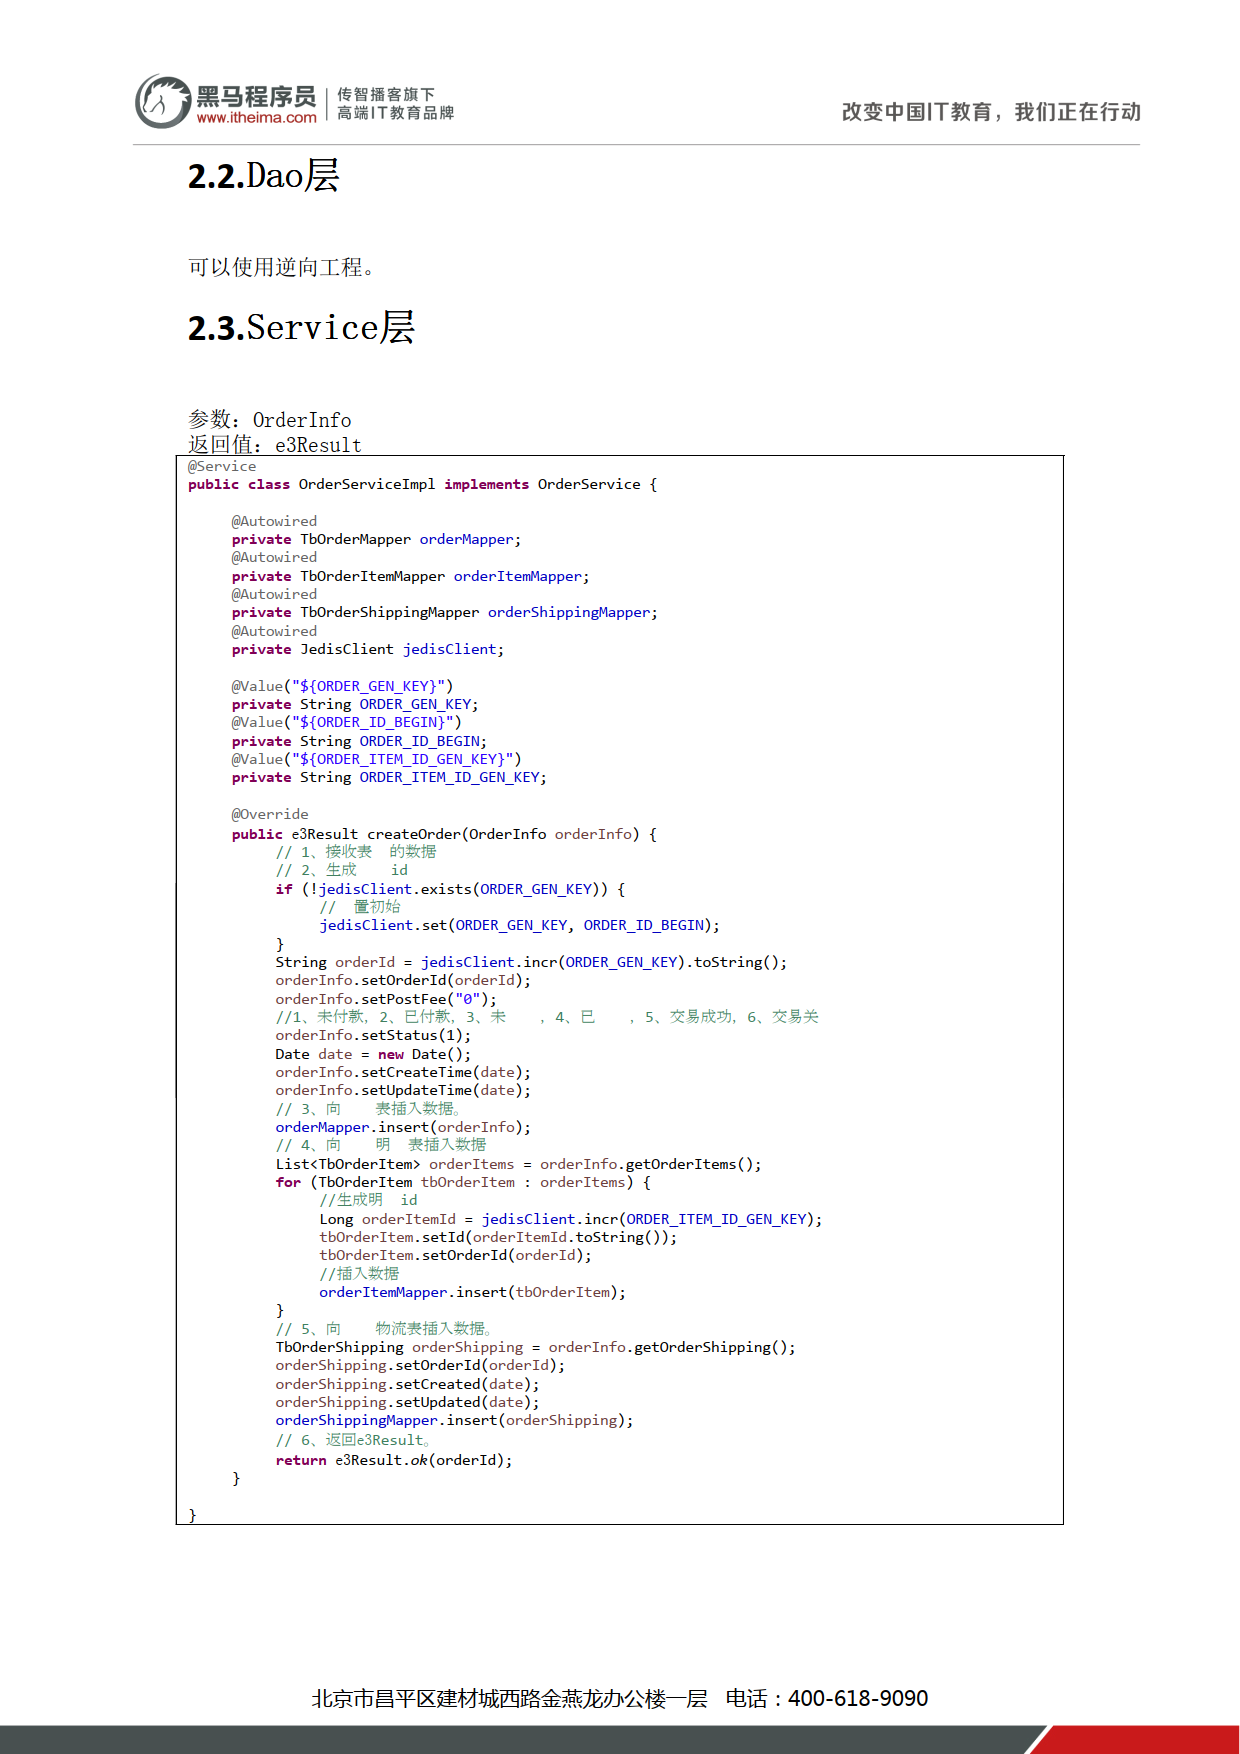 黑马程序员
www.itheima.com
传智播客旗下
高端IT教育品牌
改变中国IT教育，我们正在行动
2.2.Dao层
可以使用逆向工程。
2.3.Service层
参数：OrderInfo
返回值：e3Result
@Service
public class OrderServiceImpl implements OrderService {
@Autowired
private TbOrderMapper orderMapper;
@Autowired
private TbOrderItemMapper orderItemMapper;
@Autowired
private TbOrderShippingMapper orderShippingMapper;
@Autowired
private JedisClient jedisClient;
@Value("${ORDER_GEN_KEY}")
private String ORDER_GEN_KEY;
@Value("${ORDER_ID_BEGIN}")
private String ORDER_ID_BEGIN;
@Value("${ORDER_ITEM_ID_GEN_KEY}")
private String ORDER_ITEM_ID_GEN_KEY;
@Override
public e3Result createOrder(OrderInfo orderInfo) {
// 1、接收表 的数据
// 2、生成 id
if (!jedisClient.exists(ORDER_GEN_KEY)) {
// 置初始
jedisClient.set(ORDER_GEN_KEY, ORDER_ID_BEGIN);
}
String orderId = jedisClient.incr(ORDER_GEN_KEY).toString();
orderInfo.setOrderId(orderId);
orderInfo.setPostFee("0");
//1、未付款，2、已付款，3、未 ，4、已 ，5、交易成功，6、交易关
orderInfo.setStatus(1);
Date date = new Date();
orderInfo.setCreateTime(date);
orderInfo.setUpdateTime(date);
// 3、向 表插入数据。
orderMapper.insert(orderInfo);
// 4、向 明 表插入数据
List<TbOrderItem> orderItems = orderInfo.getOrderItems();
for (TbOrderItem tbOrderItem : orderItems) {
//生成明 id
Long orderItemId = jedisClient.incr(ORDER_ITEM_ID_GEN_KEY);
tbOrderItem.setId(orderItemId.toString());
tbOrderItem.setOrderId(orderId);
//插入数据
orderItemMapper.insert(tbOrderItem);
}
// 5、向 物流表插入数据。
TbOrderShipping orderShipping = orderInfo.getOrderShipping();
orderShipping.setOrderId(orderId);
orderShipping.setCreated(date);
orderShipping.setUpdated(date);
orderShippingMapper.insert(orderShipping);
// 6、返回e3Result。
return e3Result.ok(orderId);
}
}
北京市昌平区建材城西路金燕龙办公楼一层 电话：400-618-9090